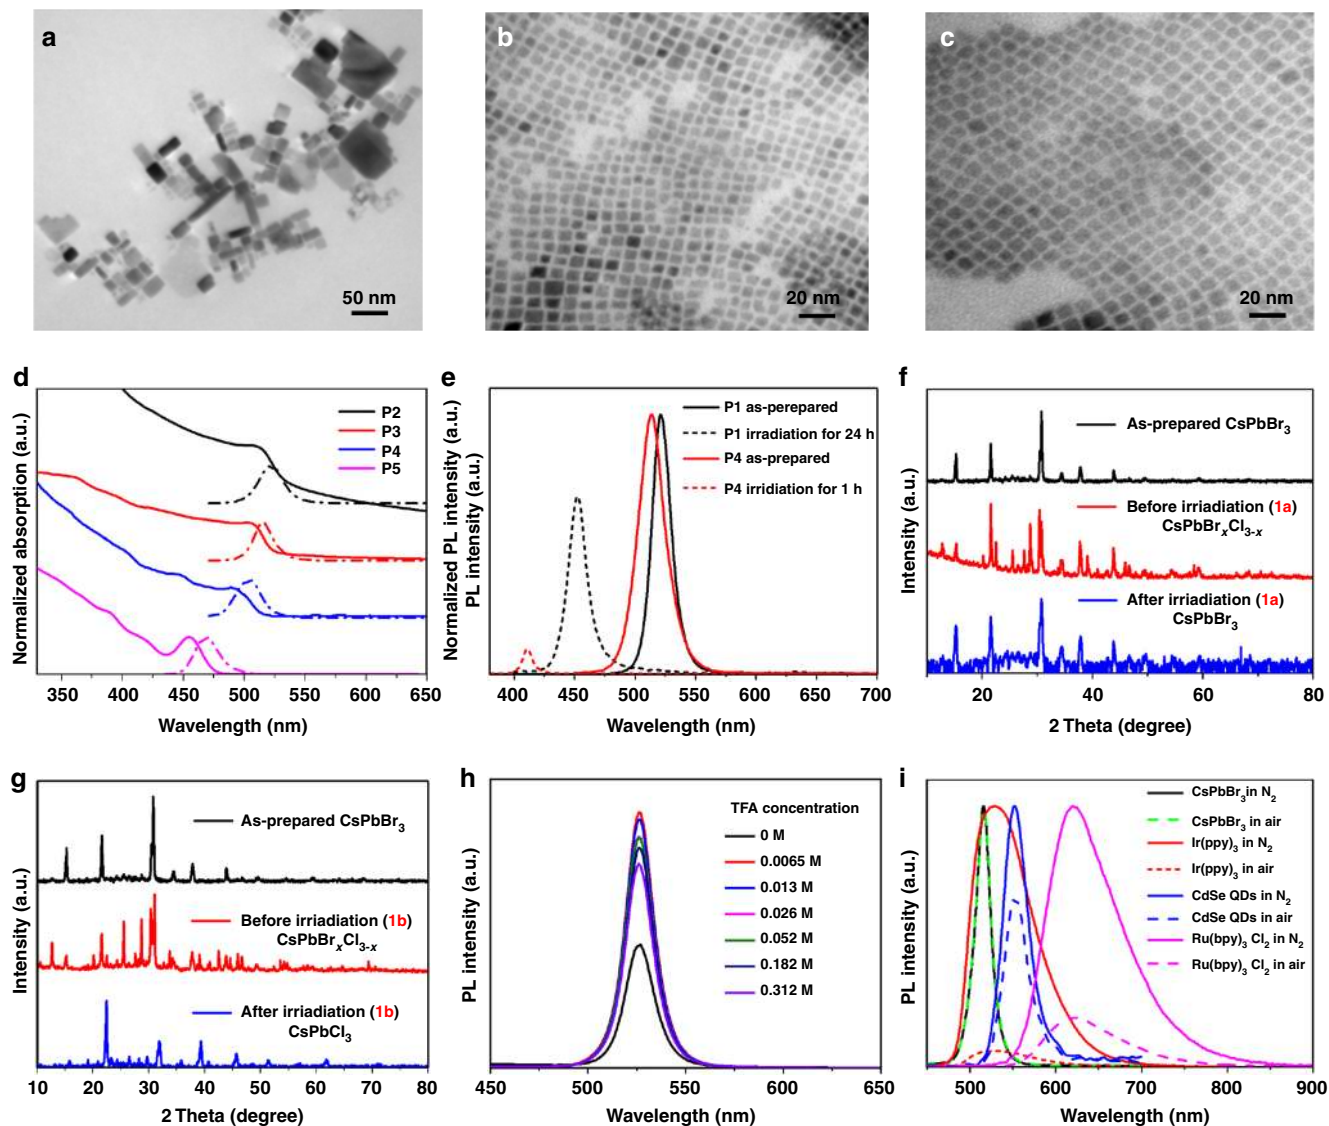 a
50 nm
b
20 nm
c
20 nm
d
Normalized absorption (a.u.)
P2
P3
P4
P5
350 400 450 500 550 600 650
Wavelength (nm)
e
Normalized PL intensity (a.u.)
PL intensity (a.u.)
P1 as-perepared
P1 irradiation for 24 h
P4 as-prepared
P4 irridiation for 1 h
400 450 500 550 600 650 700
Wavelength (nm)
f
Intensity (a.u.)
As-prepared CsPbBr3
Before irriadiation (1a)
CsPbBrxCl3-x
After irriadiation (1a)
CsPbBr3
20 40 60 80
2 Theta (degree)
g
Intensity (a.u.)
As-prepared CsPbBr3
Before irriadiation (1b)
CsPbBrxCl3-x
After irriadiation (1b)
CsPbCl3
10 20 30 40 50 60 70 80
2 Theta (degree)
h
PL intensity (a.u.)
TFA concentration
0 M
0.0065 M
0.013 M
0.026 M
0.052 M
0.182 M
0.312 M
450 500 550 600 650
Wavelength (nm)
i
PL intensity (a.u.)
CsPbBr3 in N2
CsPbBr3 in air
Ir(ppy)3 in N2
Ir(ppy)3 in air
CdSe QDs in N2
CdSe QDs in air
Ru(bpy)3 Cl2 in N2
Ru(bpy)3 Cl2 in air
500 600 700 800 900
Wavelength (nm)